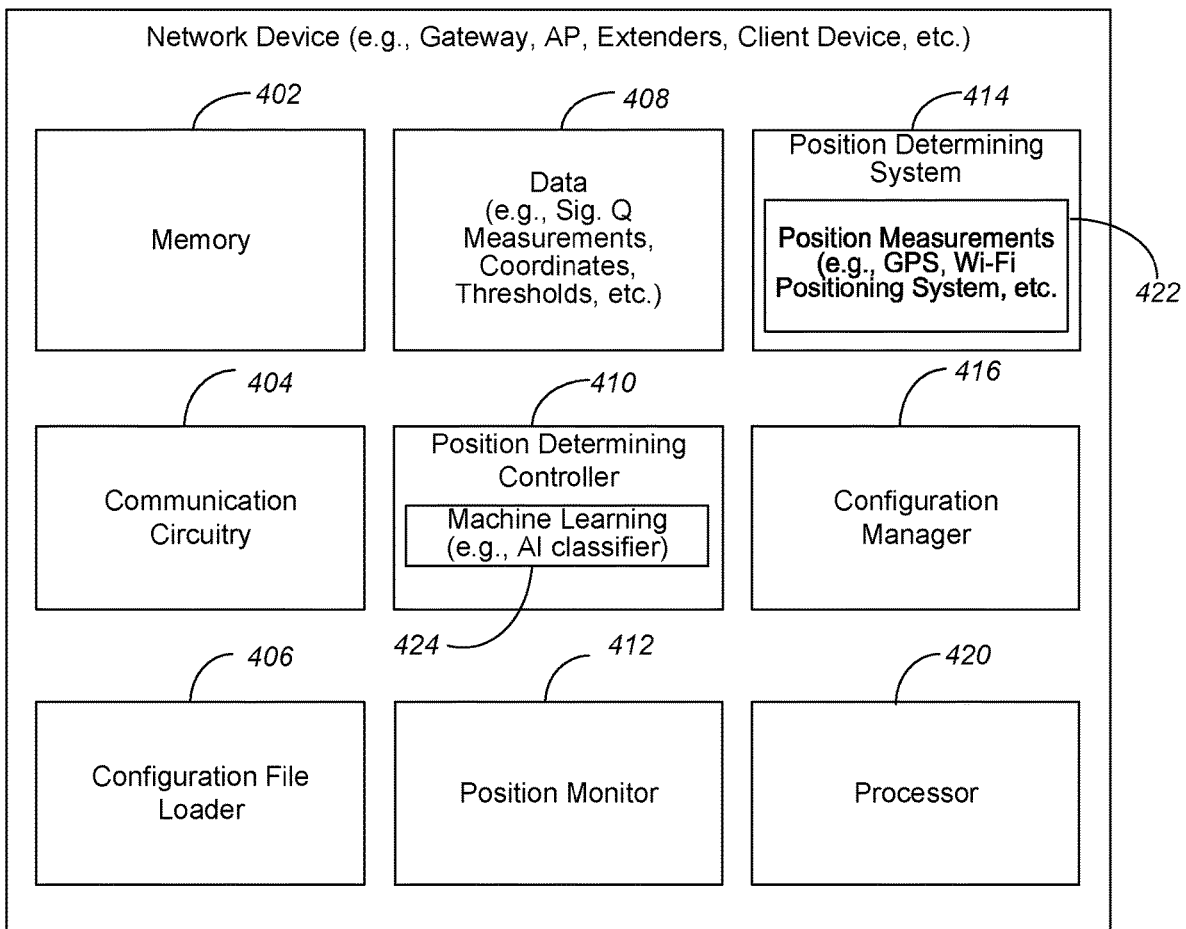 Network Device (e.g., Gateway, AP, Extenders, Client Device, etc.)
402
408
414
Memory
Data
(e.g., Sig. Q
Measurements,
Coordinates,
Thresholds, etc.)
Position Determining
System
Position Measurements
(e.g., GPS, Wi-Fi
Positioning System, etc.
422
404
410
416
Communication
Circuitry
Position Determining
Controller
Machine Learning
(e.g., AI classifier)
Configuration
Manager
424
406
412
420
Configuration File
Loader
Position Monitor
Processor